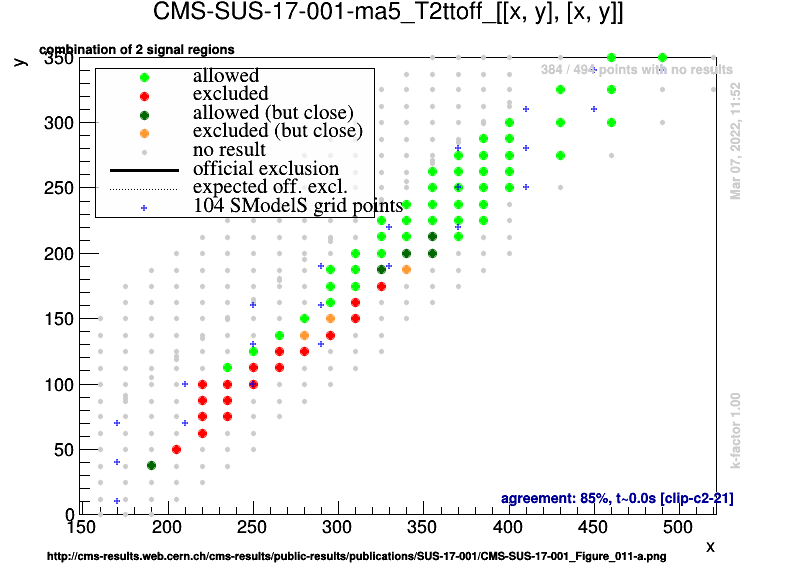 CMS-SUS-17-001-ma5_T2ttoff_[[x, y], [x, y]]
combination of 2 signal regions
y
384 / 494 points with no results
allowed
excluded
allowed (but close)
excluded (but close)
no result
official exclusion
expected off. excl.
104 SModelS grid points
350
300
250
200
150
100
50
0
Mar 07, 2022, 11:52
k-factor 1.00
agreement: 85%, t~0.0s [clip-c2-21]
150 200 250 300 350 400 450 500
x
http://cms-results.web.cern.ch/cms-results/public-results/publications/SUS-17-001/CMS-SUS-17-001_Figure_011-a.png